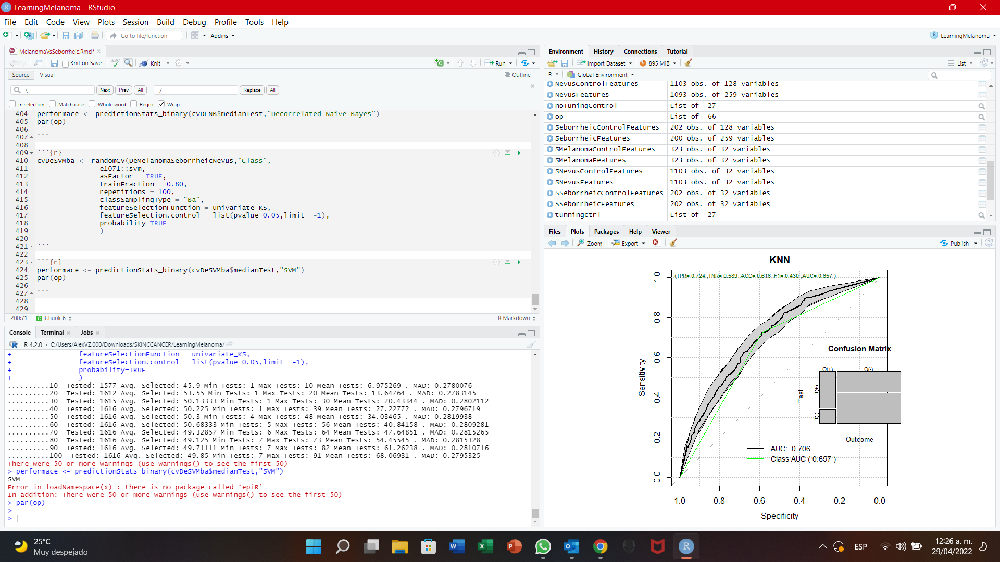 LearningMelanoma - RStudio
File Edit Code View Plots Session Build Debug Profile Tools Help
Go to file/function Addins LearningMelanoma
MelanomaVsSeborrheic.Rmd*
Knit on Save ABC Knit Run
Source Visual Outline
\ Next Prev All / Replace All
In selection Match case Whole word Regex Wrap
404 performace <- predictionStats_binary(cvDENB$medianTest,"Decorrelated Naive Bayes")
405 par(op)
406
407 ```
408
409 ```{r}
410 cvDeSVMba <- randomCV(DeMelanomaSeborrheicNevus,"Class",
411 e1071::svm,
412 asFactor = TRUE,
413 trainFraction = 0.80,
414 repetitions = 100,
415 classSamplingType = "Ba",
416 featureSelectionFunction = univariate_KS,
417 featureSelection.control = list(pvalue=0.05,limit= -1),
418 probability=TRUE
419 )
420
421 ```
422
423 ```{r}
424 performace <- predictionStats_binary(cvDeSVMba$medianTest,"SVM")
425 par(op)
426
427 ```
428
429
200:71 Chunk 6 R Markdown
Console Terminal Jobs
R 4.2.0 · C:/Users/AlexVZ.000/Downloads/SKINCCANCER/LearningMelanoma/
+ featureSelectionFunction = univariate_KS,
+ featureSelection.control = list(pvalue=0.05,limit= -1),
+ probability=TRUE
+ )
..........10 Tested: 1577 Avg. Selected: 45.9 Min Tests: 1 Max Tests: 10 Mean Tests: 6.975269 . MAD: 0.2780076
..........20 Tested: 1612 Avg. Selected: 53.55 Min Tests: 1 Max Tests: 20 Mean Tests: 13.64764 . MAD: 0.2783145
..........30 Tested: 1615 Avg. Selected: 50.13333 Min Tests: 1 Max Tests: 30 Mean Tests: 20.43344 . MAD: 0.2802112
..........40 Tested: 1616 Avg. Selected: 50.225 Min Tests: 1 Max Tests: 39 Mean Tests: 27.22772 . MAD: 0.2796719
..........50 Tested: 1616 Avg. Selected: 50.3 Min Tests: 4 Max Tests: 48 Mean Tests: 34.03465 . MAD: 0.2819938
..........60 Tested: 1616 Avg. Selected: 50.68333 Min Tests: 5 Max Tests: 56 Mean Tests: 40.84158 . MAD: 0.2809281
..........70 Tested: 1616 Avg. Selected: 49.32857 Min Tests: 6 Max Tests: 64 Mean Tests: 47.64851 . MAD: 0.2815265
..........80 Tested: 1616 Avg. Selected: 49.125 Min Tests: 7 Max Tests: 73 Mean Tests: 54.45545 . MAD: 0.2815328
..........90 Tested: 1616 Avg. Selected: 49.71111 Min Tests: 7 Max Tests: 82 Mean Tests: 61.26238 . MAD: 0.2810716
..........100 Tested: 1616 Avg. Selected: 49.85 Min Tests: 7 Max Tests: 91 Mean Tests: 68.06931 . MAD: 0.2795325
There were 50 or more warnings (use warnings() to see the first 50)
> performace <- predictionStats_binary(cvDeSVMba$medianTest,"SVM")
SVM
Error in loadNamespace(x) : there is no package called ‘epiR’
In addition: There were 50 or more warnings (use warnings() to see the first 50)
> par(op)
>
>
Environment History Connections Tutorial
Import Dataset 895 MiB List
R Global Environment
NevusControlFeatures 1103 obs. of 128 variables
NevusFeatures 1093 obs. of 259 variables
noTuningControl List of 27
op List of 66
SeborrheicControlFeatures 202 obs. of 128 variables
SeborrheicFeatures 200 obs. of 259 variables
SMelanomaControlFeatures 323 obs. of 32 variables
SMelanomaFeatures 323 obs. of 32 variables
SNevusControlFeatures 1103 obs. of 32 variables
SNevusFeatures 1103 obs. of 32 variables
SSeborrheicControlFeatures 202 obs. of 32 variables
SSeborrheicFeatures 202 obs. of 32 variables
tunningctrl List of 27
Files Plots Packages Help Viewer
Zoom Export Publish
KNN
(TPR= 0.724 ,TNR= 0.589 ,ACC= 0.616 ,F1= 0.430 ,AUC= 0.657 )
Sensitivity
1.0
0.8
0.6
0.4
0.2
0.0
Confusion Matrix
O(+) O(-)
T(+)
Test
T(-)
Outcome
AUC: 0.706
Class AUC ( 0.657 )
1.0 0.8 0.6 0.4 0.2 0.0
Specificity
25°C
Muy despejado
ESP
12:26 a. m.
29/04/2022